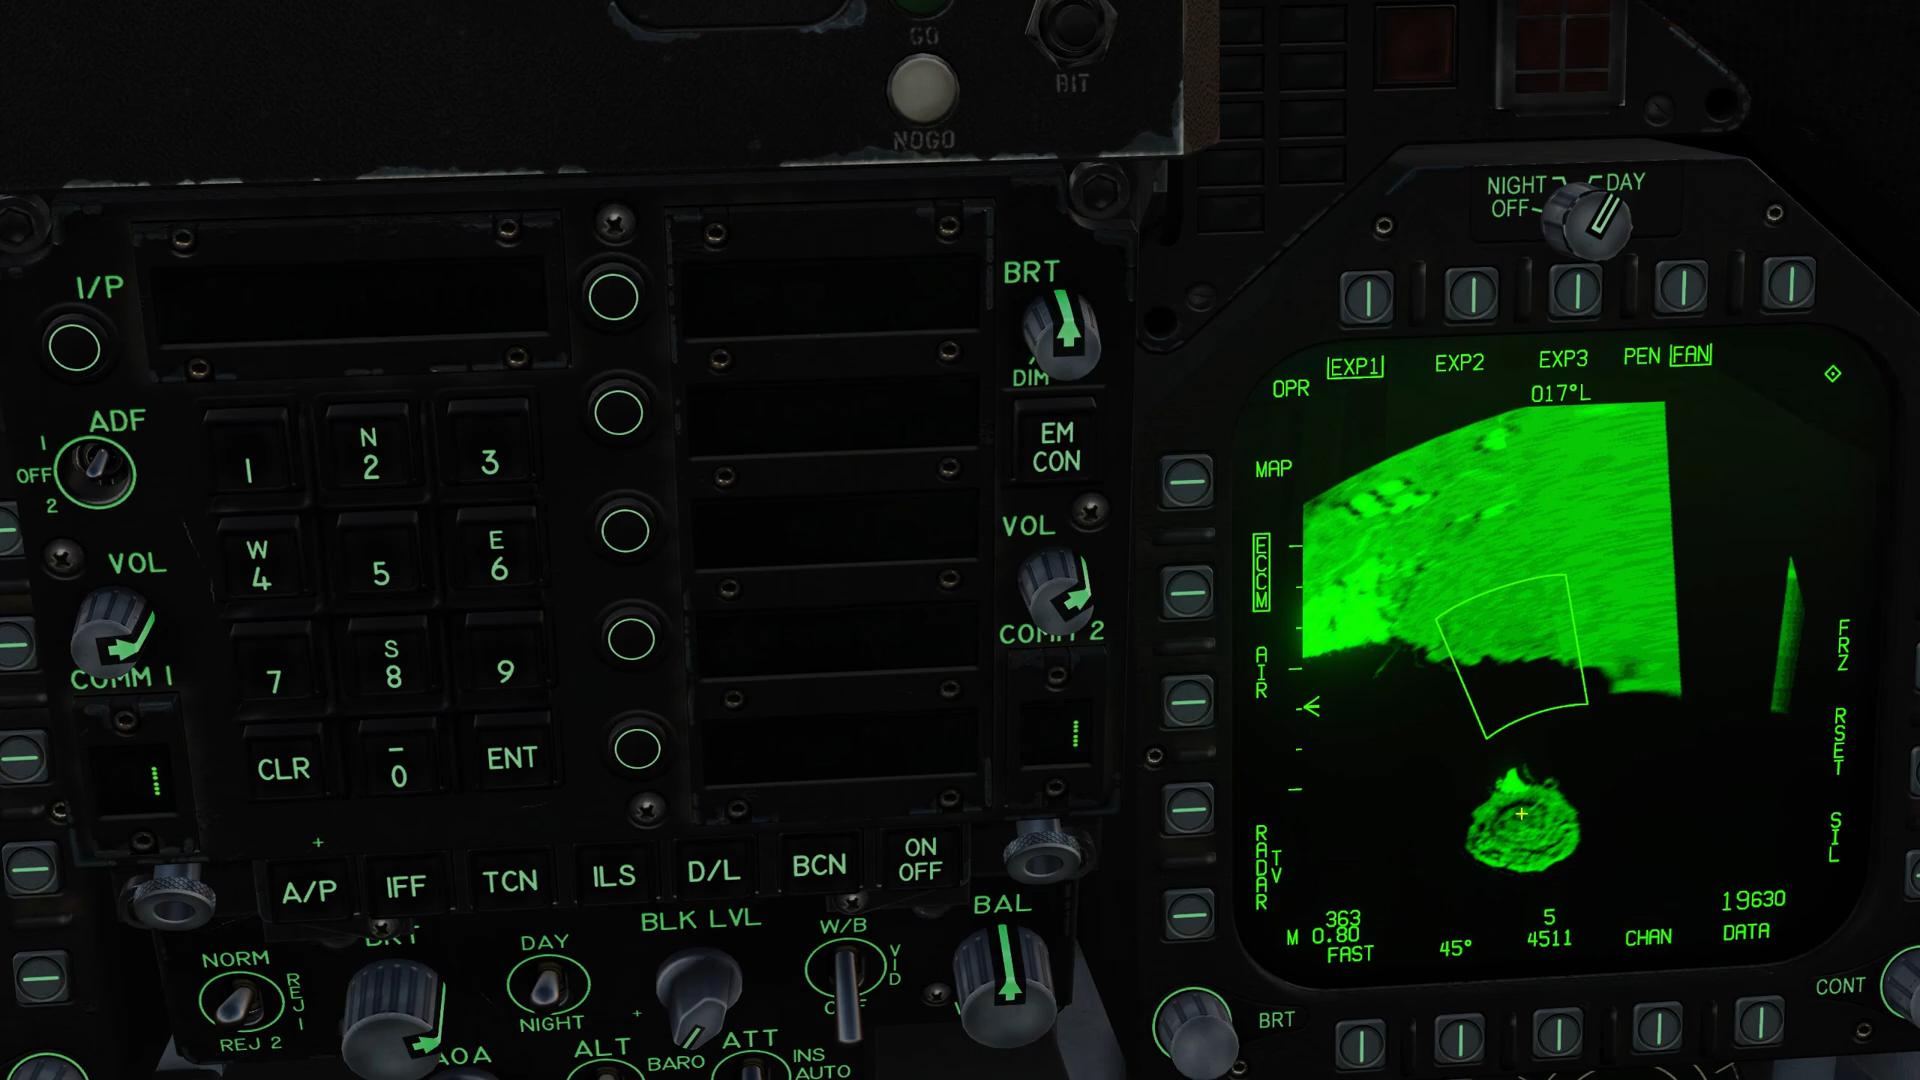 GO
BIT
NOGO
NIGHT
DAY
OFF
I/P
BRT
DIM
ADF
1
OFF
2
EM
CON
VOL
VOL
COMM 1
COMM 2
1
N
2
3
W
4
5
E
6
7
S
8
9
CLR
–
0
ENT
+
A/P
IFF
TCN
ILS
D/L
BCN
ON
OFF
BRT
BLK LVL
W/B
VID
BAL
NORM
REJ 1
REJ 2
DAY
NIGHT
+
AOA
ALT
BARO
ATT
INS
AUTO
EXP1
EXP2
EXP3
PEN
FAN
OPR
017°L
MAP
ECCM
AIR
FRZ
RSET
SIL
RADAR
TV
363
M 0.80
FAST
45°
5
4511
CHAN
19630
DATA
BRT
CONT